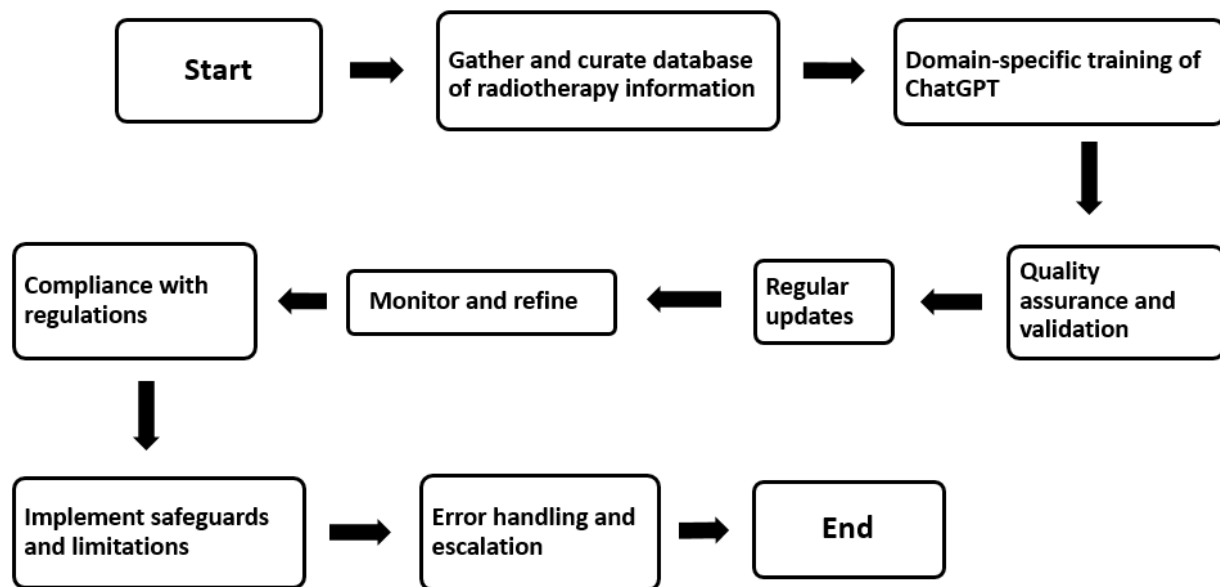 Start
Gather and curate database
of radiotherapy information
Domain-specific training of
ChatGPT
Quality
assurance and
validation
Regular
updates
Monitor and refine
Compliance with
regulations
Implement safeguards
and limitations
Error handling and
escalation
End